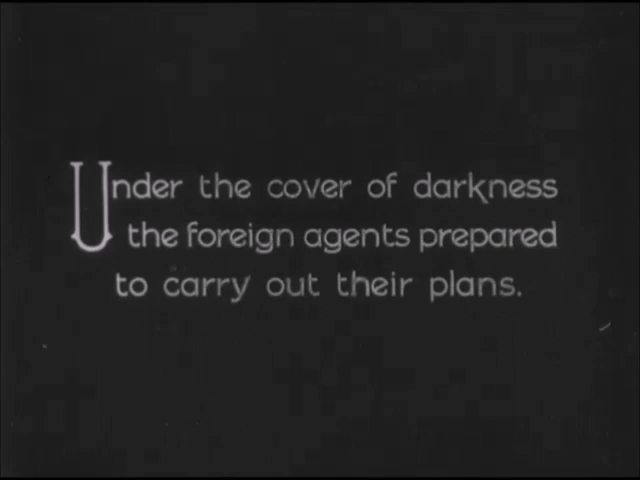 Under the cover of darkness
the foreign agents prepared
to carry out their plans.